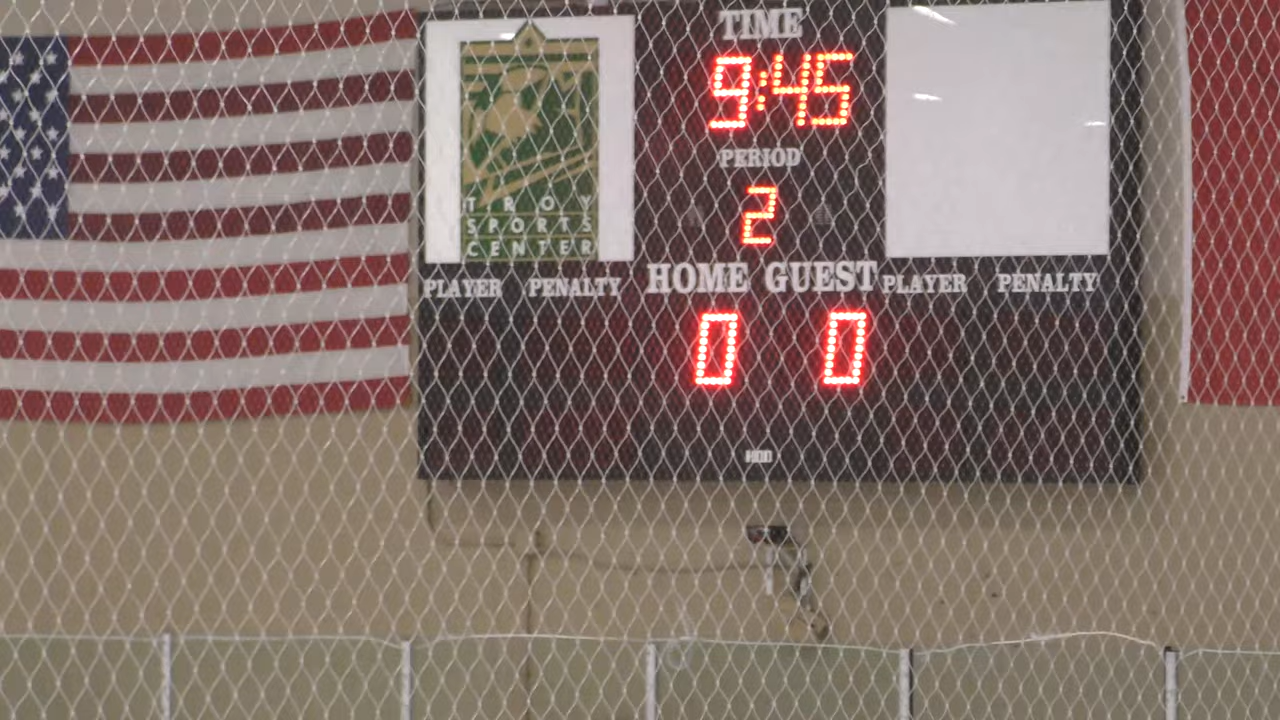 TIME
9:45
PERIOD
2
TROY
SPORTS
CENTER
HOME GUEST
PLAYER PENALTY
PLAYER PENALTY
0 0